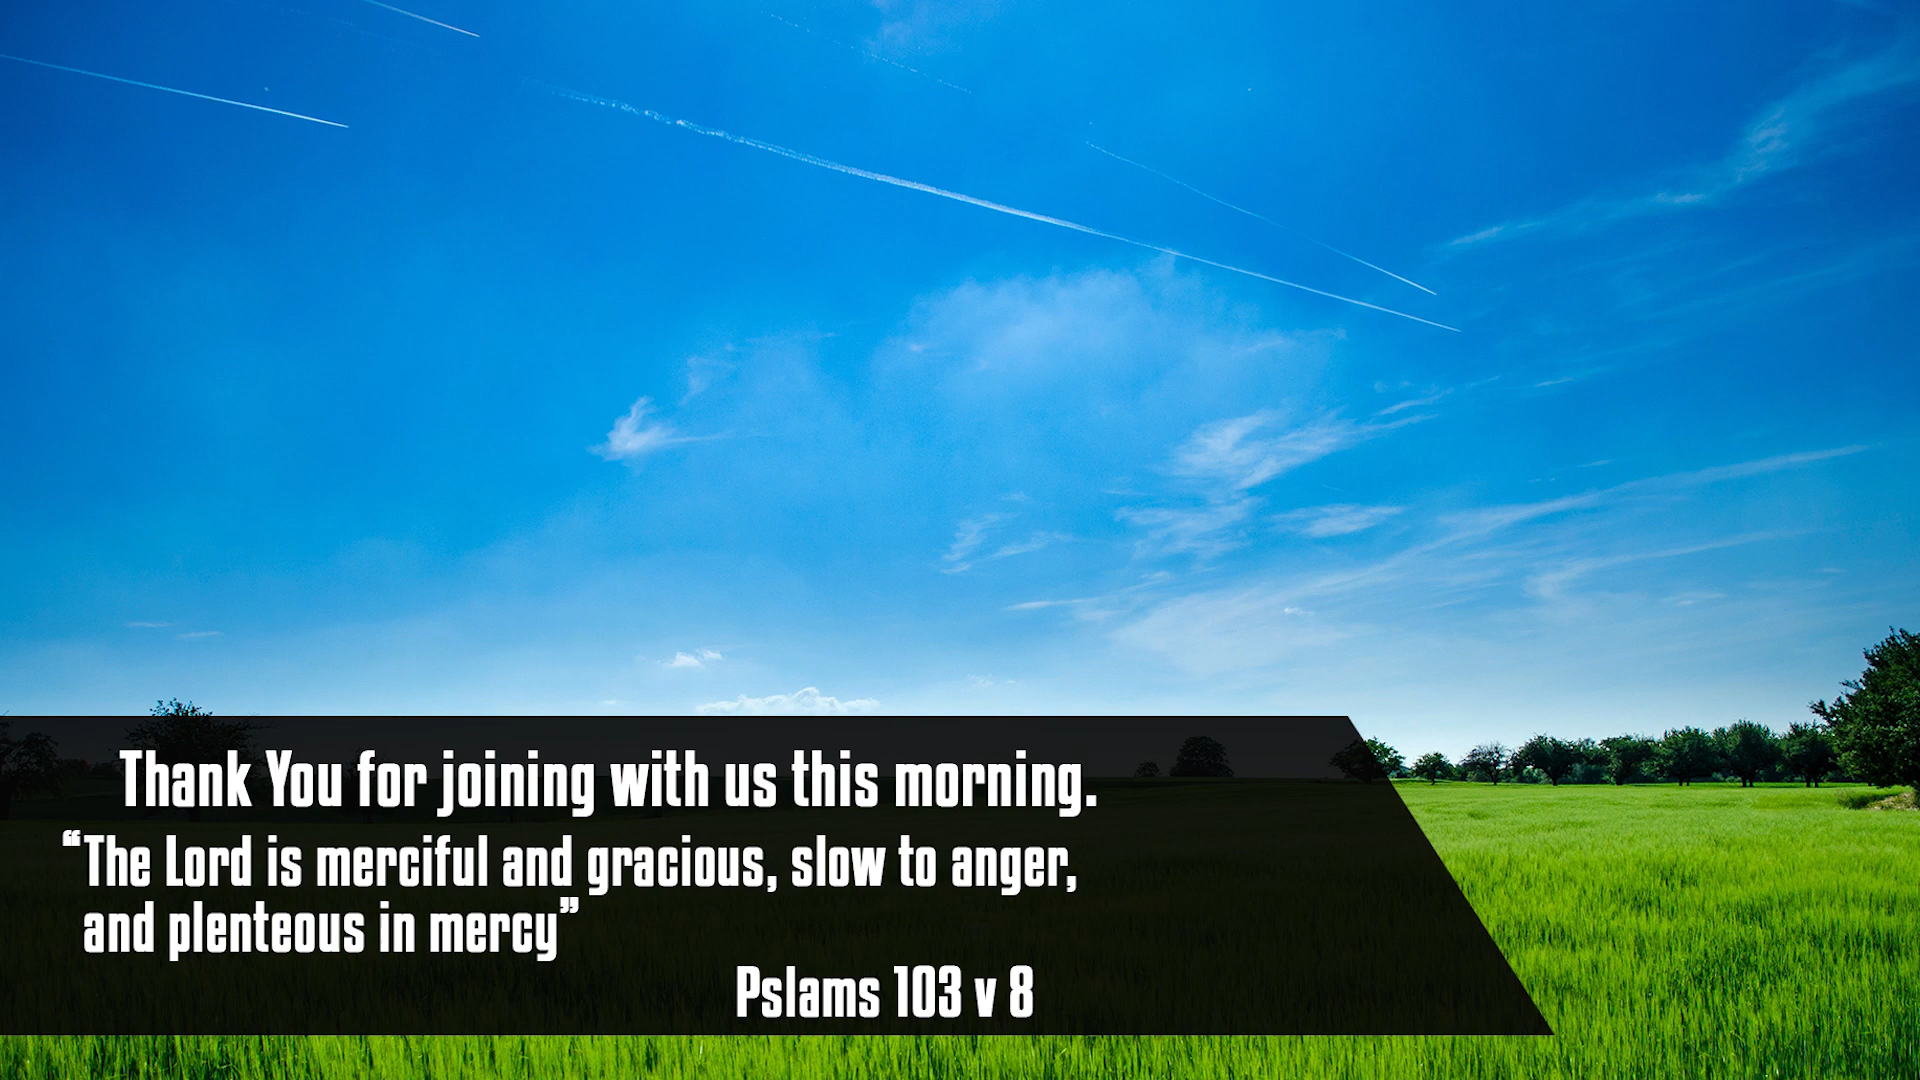 Thank You for joining with us this morning.
“The Lord is merciful and gracious, slow to anger,
and plenteous in mercy”
Pslams 103 v 8